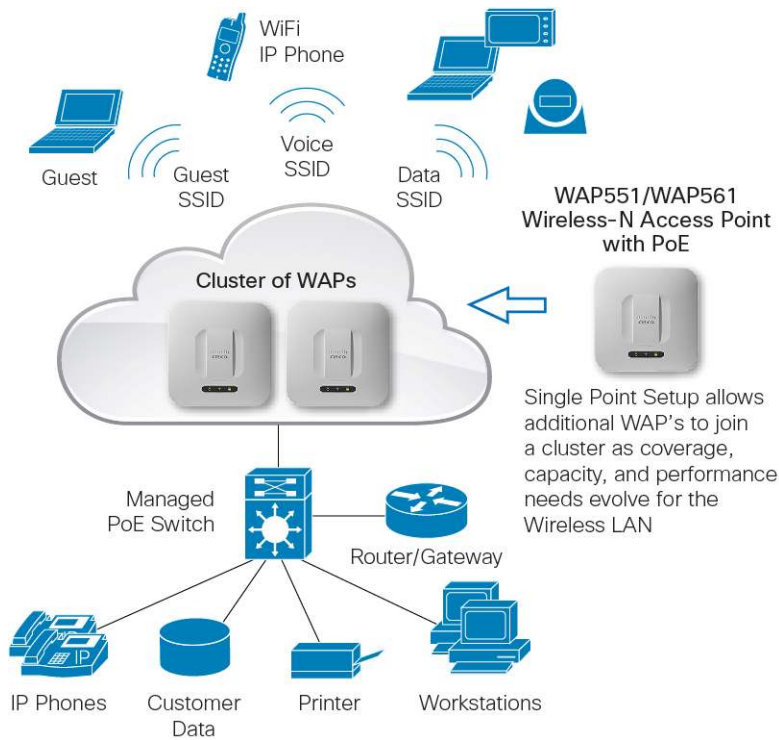 WiFi
IP Phone
Guest
Guest
SSID
Voice
SSID
Data
SSID
WAP551/WAP561
Wireless-N Access Point
with PoE
Cluster of WAPs
Single Point Setup allows
additional WAP's to join
a cluster as coverage,
capacity, and performance
needs evolve for the
Wireless LAN
Managed
PoE Switch
Router/Gateway
IP
IP Phones
Customer
Data
Printer
Workstations